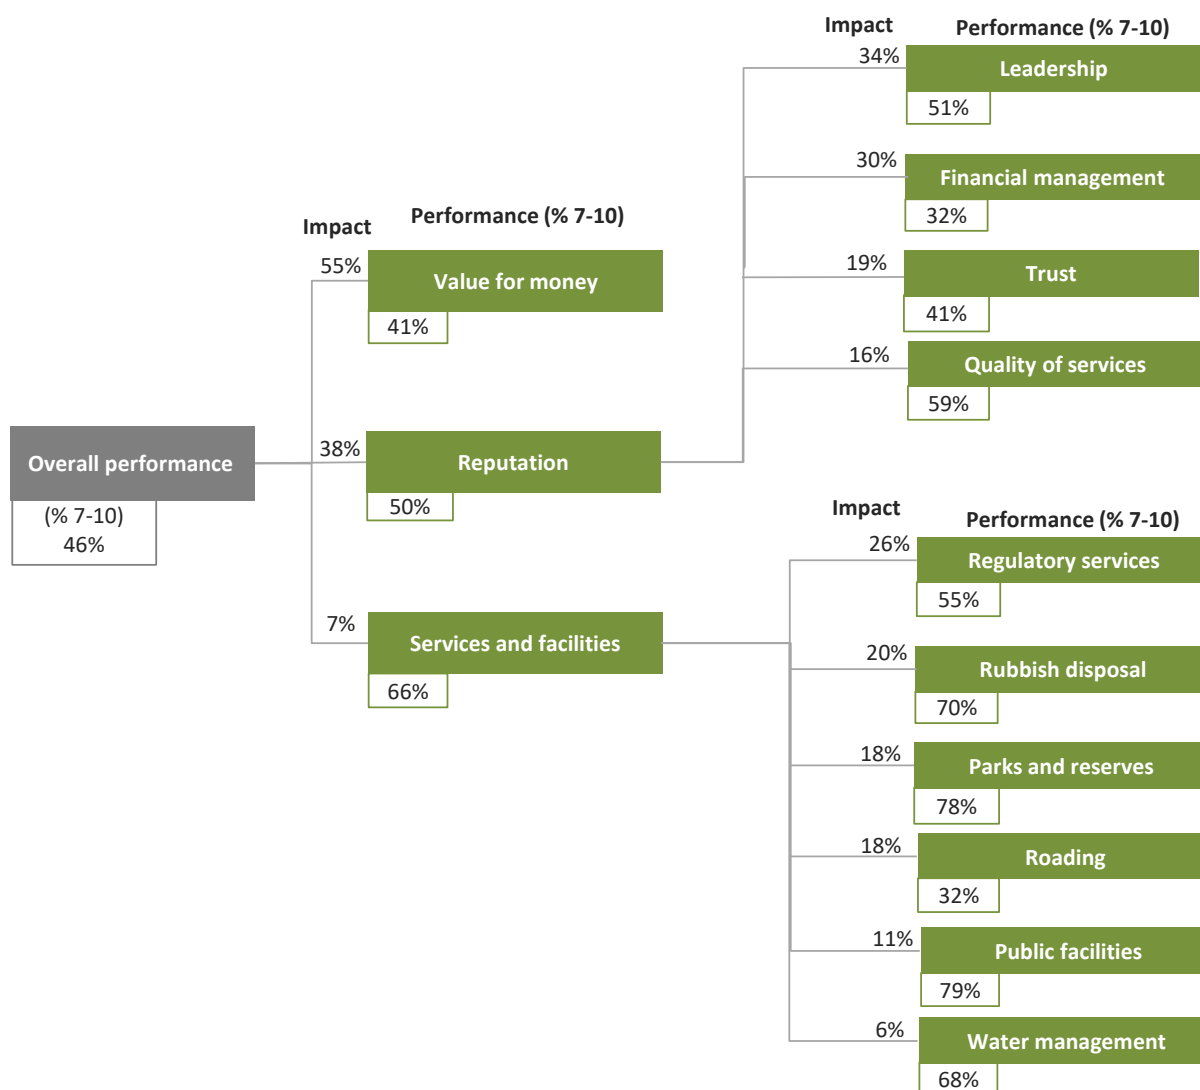 Impact
Performance (% 7-10)
34%
Leadership
51%
30%
Financial management
32%
19%
Trust
41%
16%
Quality of services
59%
Impact
Performance (% 7-10)
55%
Value for money
41%
38%
Reputation
50%
7%
Services and facilities
66%
Overall performance
(% 7-10)
46%
Impact
Performance (% 7-10)
26%
Regulatory services
55%
20%
Rubbish disposal
70%
18%
Parks and reserves
78%
18%
Roading
32%
11%
Public facilities
79%
6%
Water management
68%